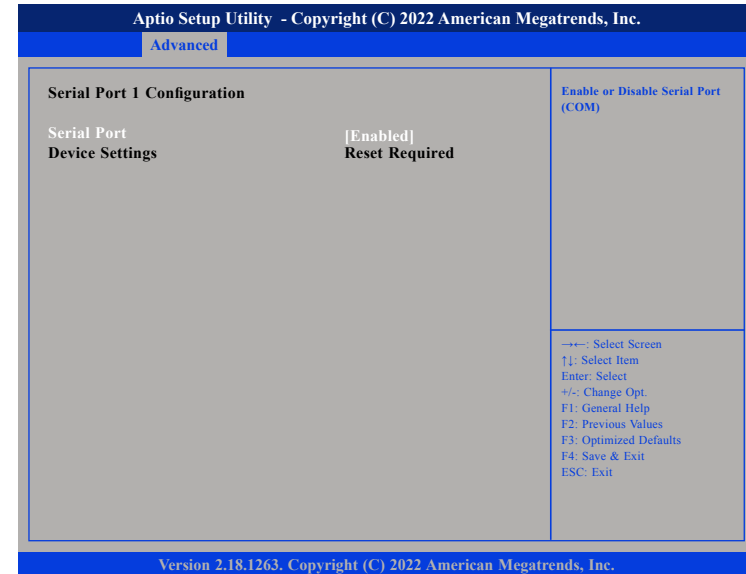 Aptio Setup Utility - Copyright (C) 2022 American Megatrends, Inc.
Advanced
Serial Port 1 Configuration
Serial Port [Enabled]
Device Settings Reset Required
Enable or Disable Serial Port
(COM)
→←: Select Screen
↑↓: Select Item
Enter: Select
+/-: Change Opt.
F1: General Help
F2: Previous Values
F3: Optimized Defaults
F4: Save & Exit
ESC: Exit
Version 2.18.1263. Copyright (C) 2022 American Megatrends, Inc.